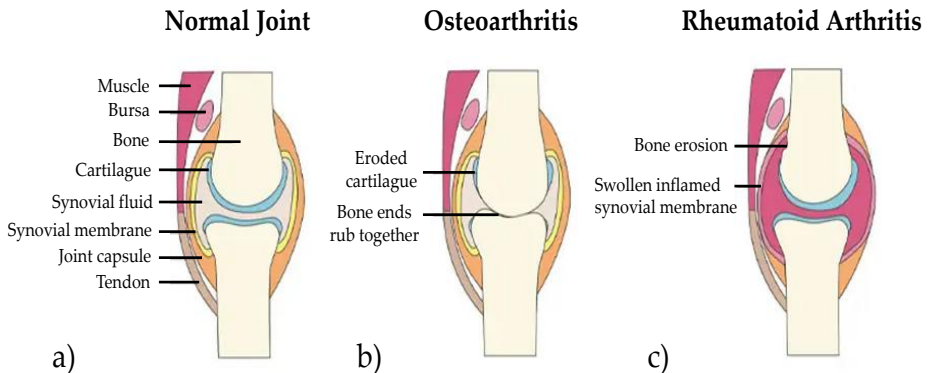 Normal Joint
Osteoarthritis
Rheumatoid Arthritis
Muscle
Bursa
Bone
Cartilague
Synovial fluid
Synovial membrane
Joint capsule
Tendon
a)
Eroded
cartilague
Bone ends
rub together
b)
Bone erosion
Swollen inflamed
synovial membrane
c)